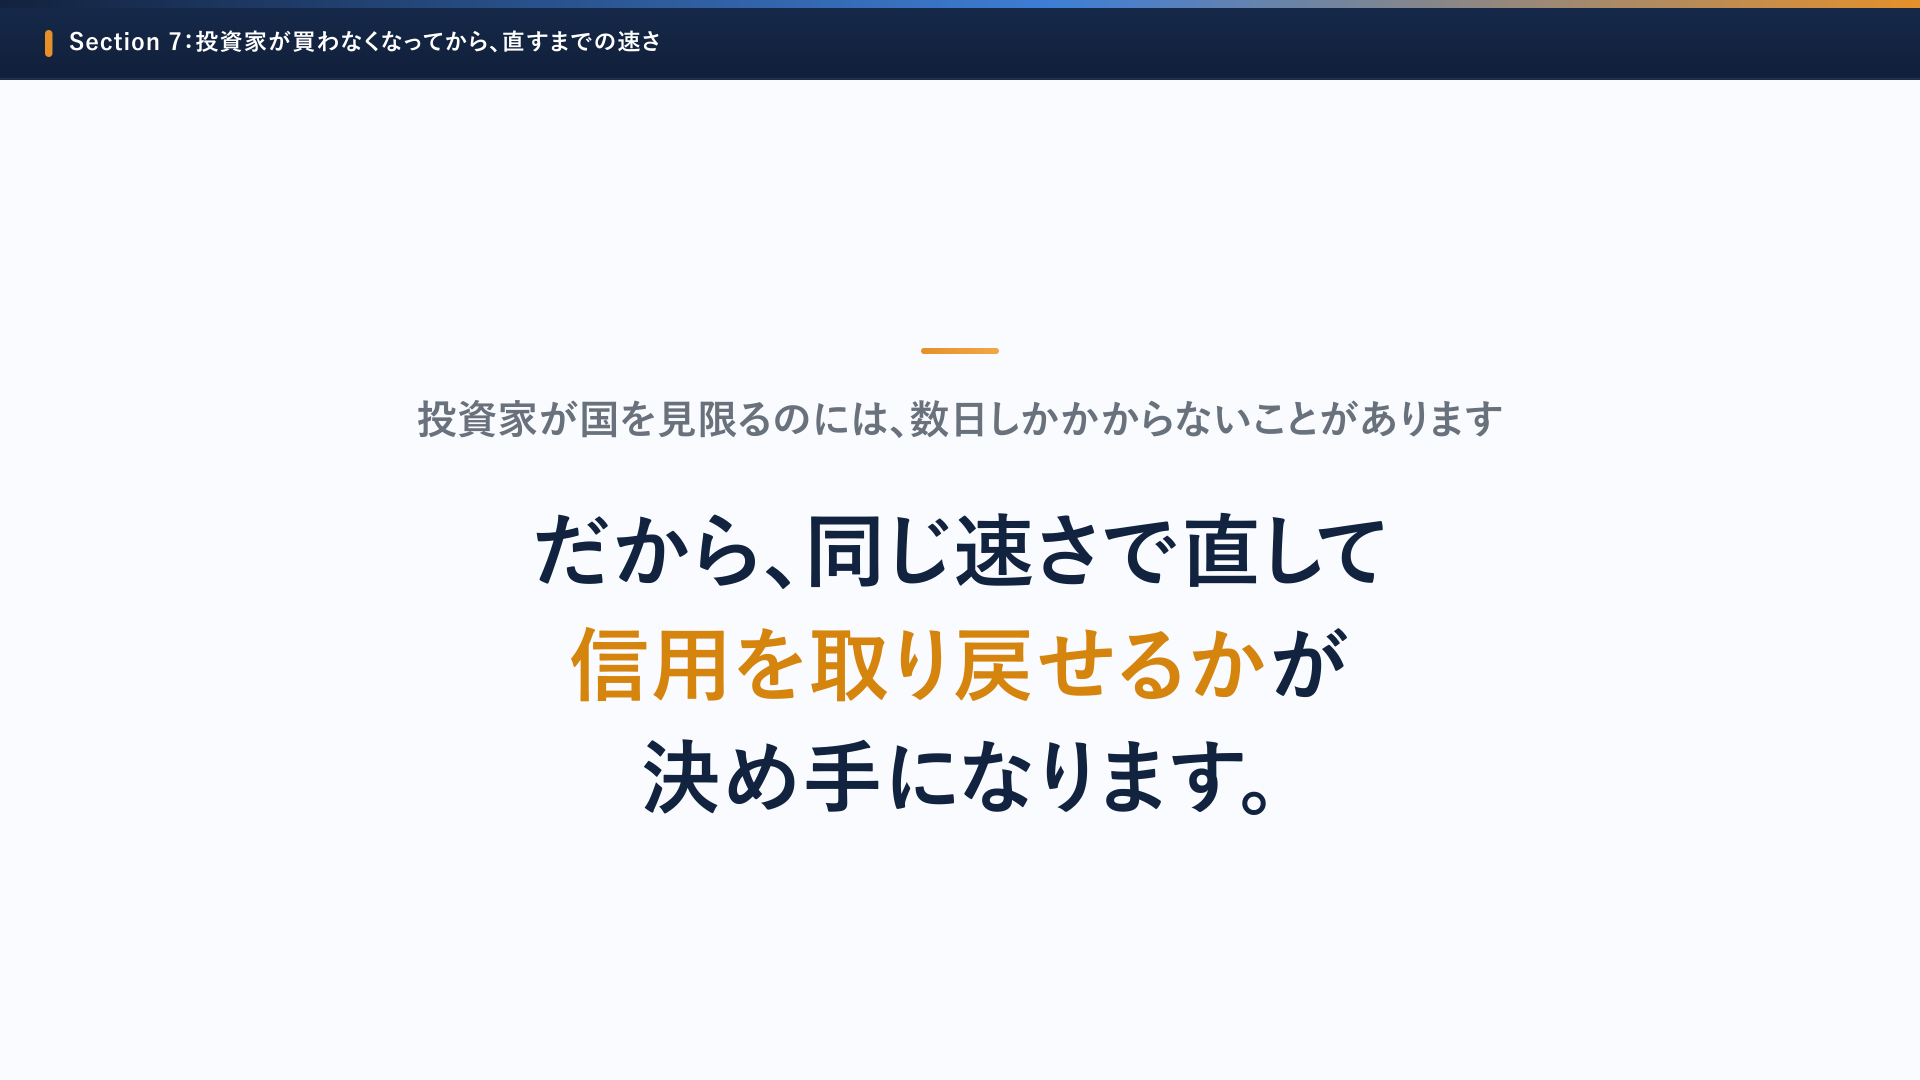 Section 7：投資家が買わなくなってから、直すまでの速さ
投資家が国を見限るのには、数日しかかからないことがあります
だから、同じ速さで直して
信用を取り戻せるかが
決め手になります。